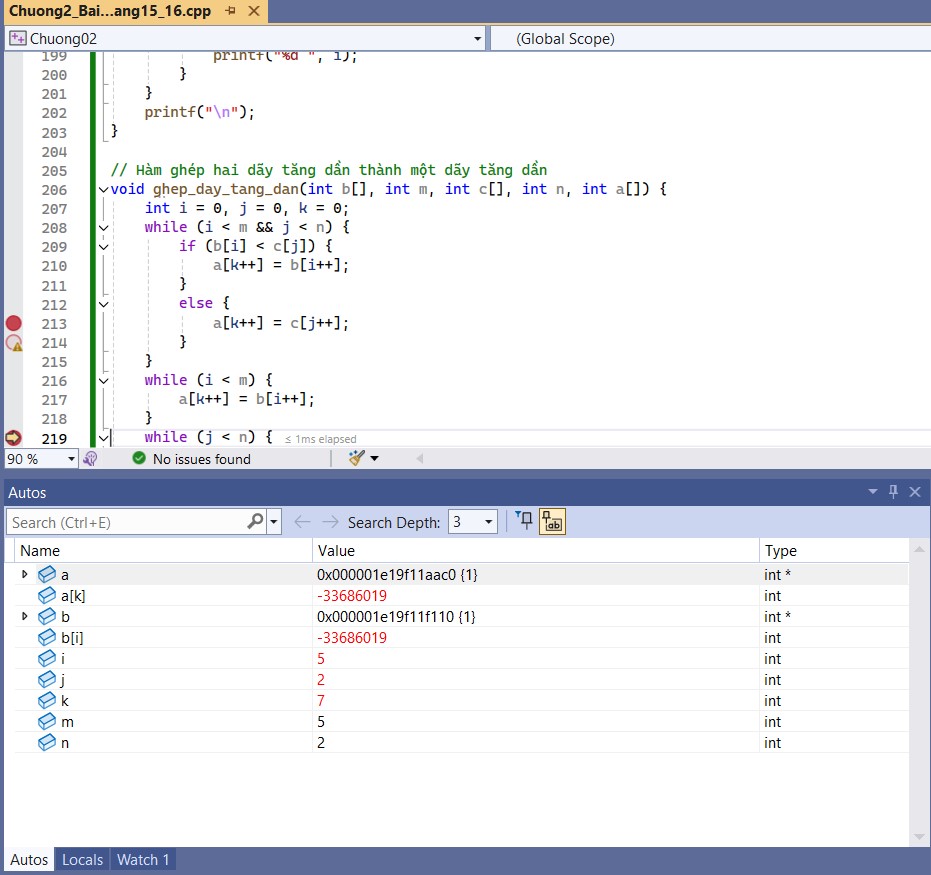 Chuong2_Bai...ang15_16.cpp
Chuong02 (Global Scope)
199 printf("%d ", i);
200 }
201 }
202 printf("\n");
203 }
204
205 // Hàm ghép hai dãy tăng dần thành một dãy tăng dần
206 void ghep_day_tang_dan(int b[], int m, int c[], int n, int a[]) {
207 int i = 0, j = 0, k = 0;
208 while (i < m && j < n) {
209 if (b[i] < c[j]) {
210 a[k++] = b[i++];
211 }
212 else {
213 a[k++] = c[j++];
214 }
215 }
216 while (i < m) {
217 a[k++] = b[i++];
218 }
219 while (j < n) { ≤ 1ms elapsed
90 % No issues found
Autos
Search (Ctrl+E) Search Depth: 3
Name Value Type
a 0x000001e19f11aac0 {1} int *
a[k] -33686019 int
b 0x000001e19f11f110 {1} int *
b[i] -33686019 int
i 5 int
j 2 int
k 7 int
m 5 int
n 2 int
Autos Locals Watch 1